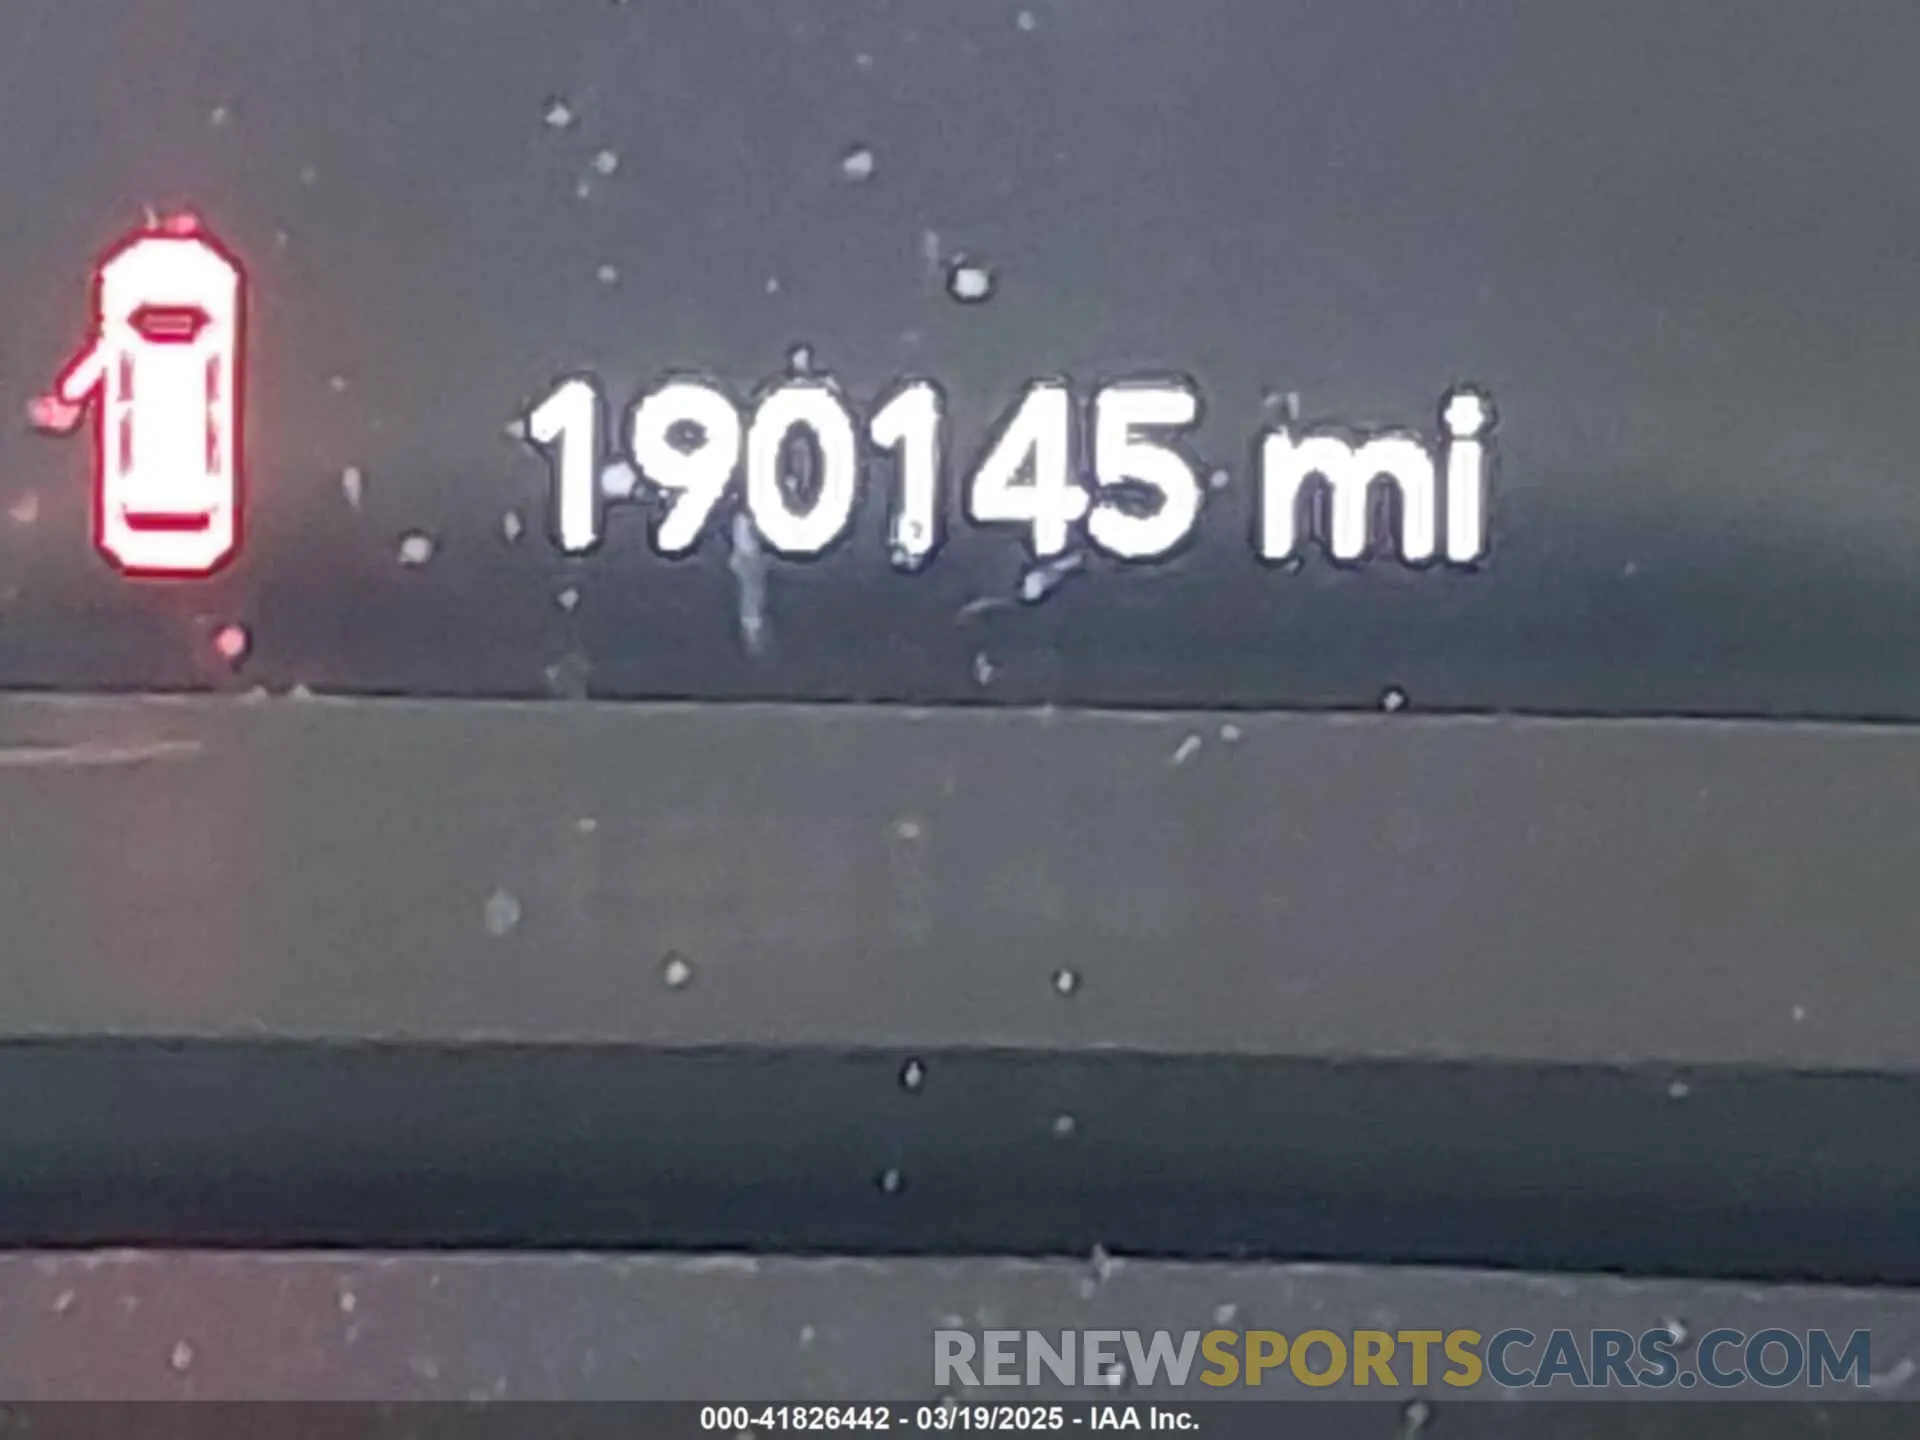 190145 mi
RENEWSPORTSCARS.COM
000-41826442 - 03/19/2025 - IAA Inc.